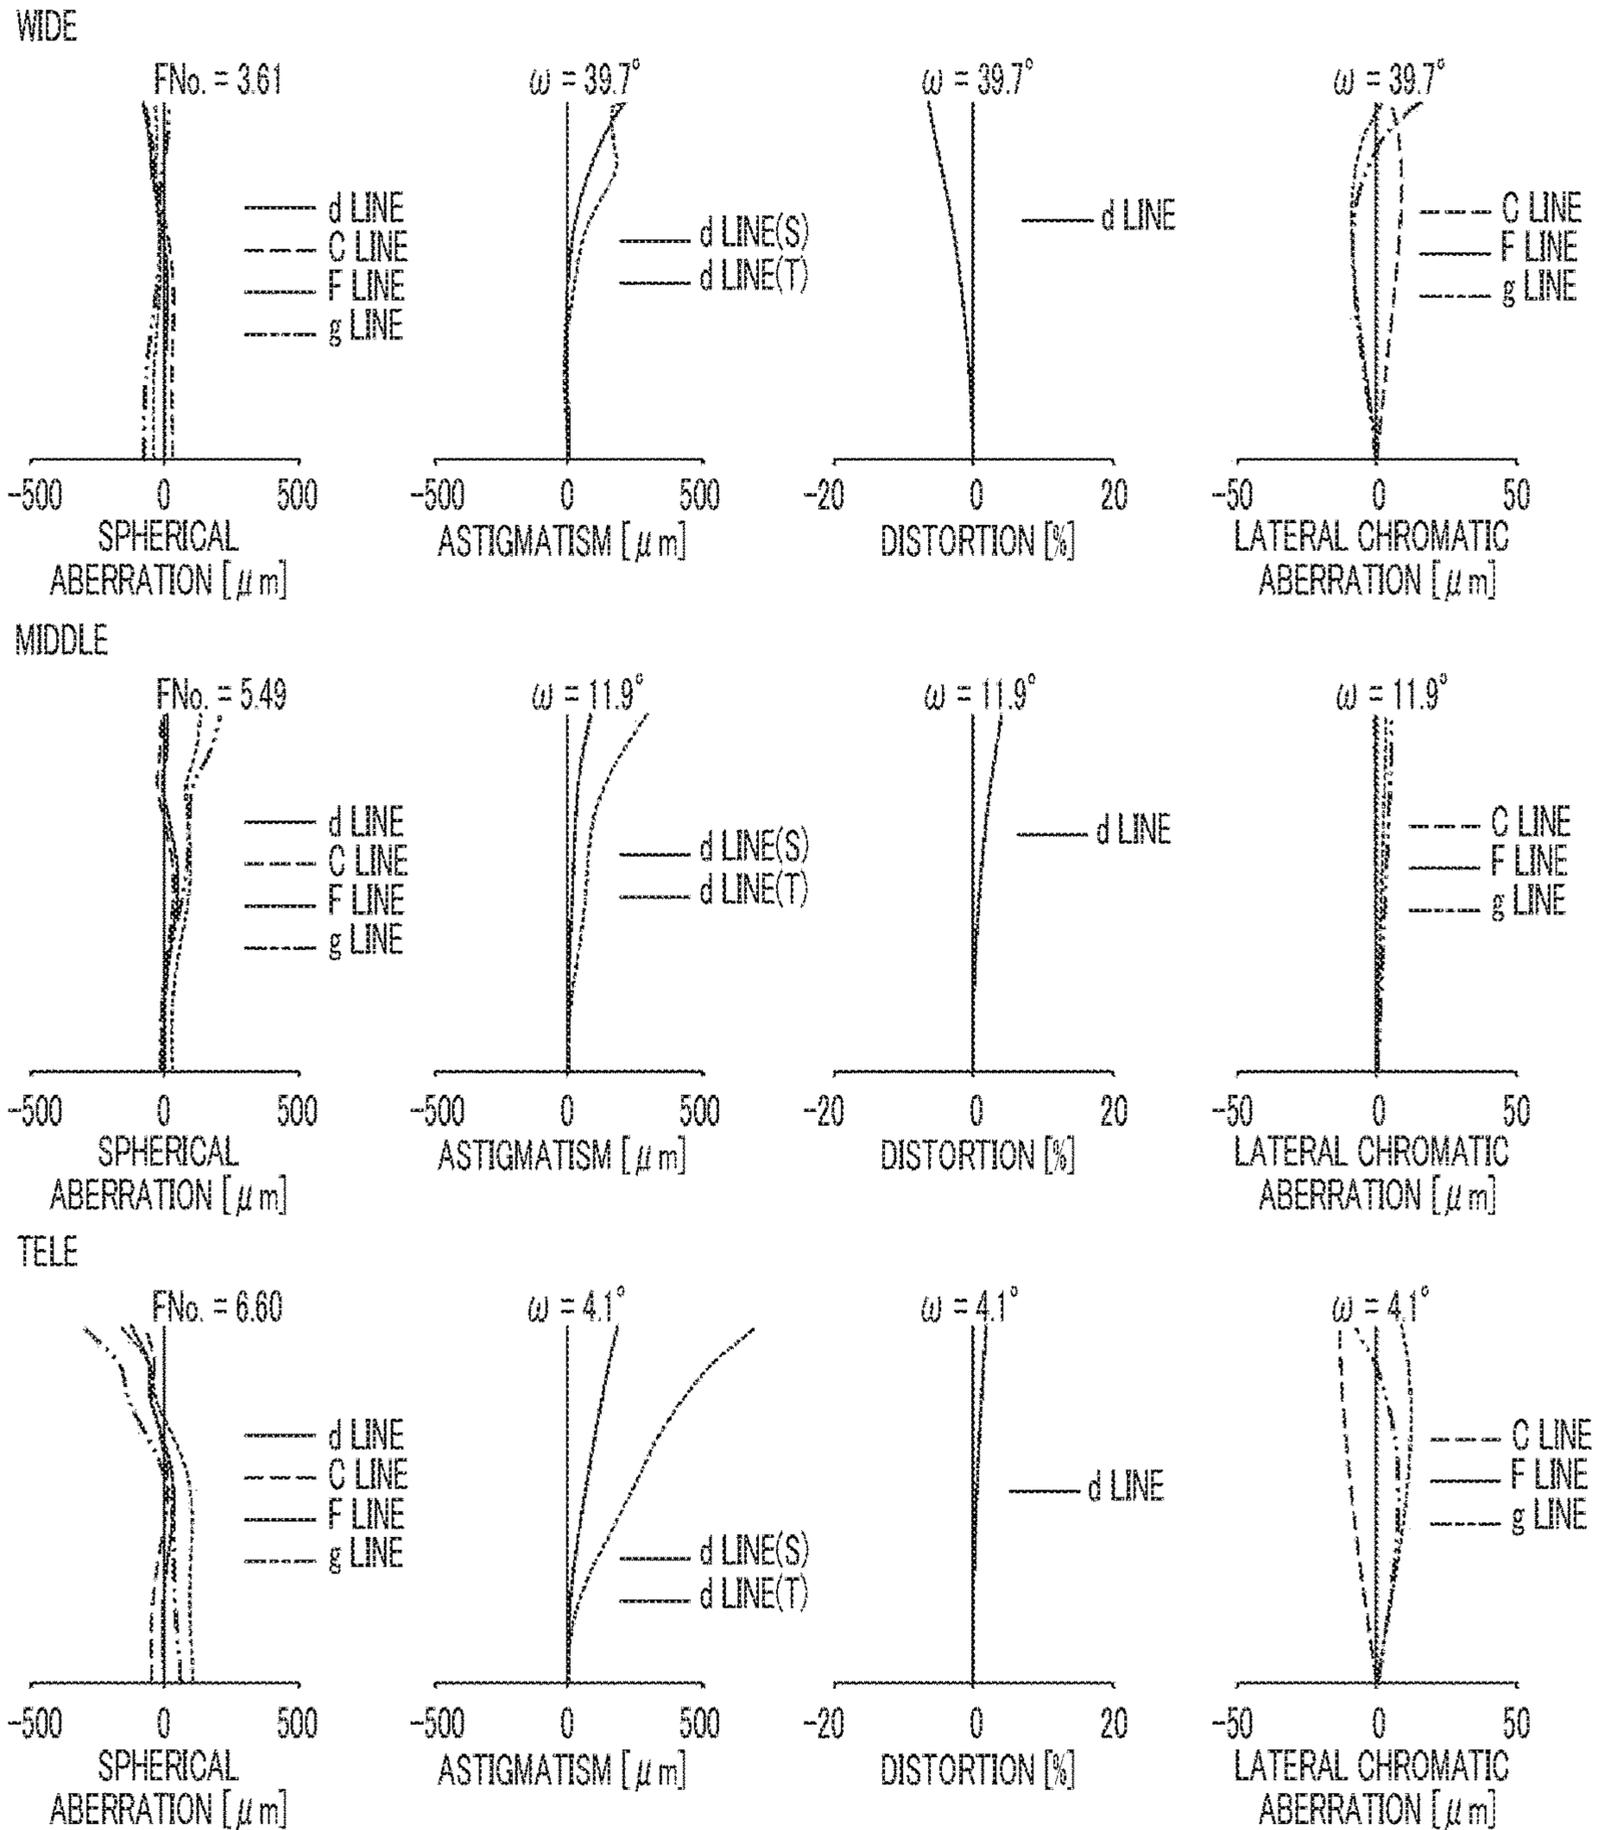 WIDE
FNo. = 3.61
d LINE
C LINE
F LINE
g LINE
-500 0 500
SPHERICAL
ABERRATION [μm]
ω = 39.7°
d LINE(S)
d LINE(T)
-500 0 500
ASTIGMATISM [μm]
ω = 39.7°
d LINE
-20 0 20
DISTORTION [%]
ω = 39.7°
C LINE
F LINE
g LINE
-50 0 50
LATERAL CHROMATIC
ABERRATION [μm]
MIDDLE
FNo. = 5.49
d LINE
C LINE
F LINE
g LINE
-500 0 500
SPHERICAL
ABERRATION [μm]
ω = 11.9°
d LINE(S)
d LINE(T)
-500 0 500
ASTIGMATISM [μm]
ω = 11.9°
d LINE
-20 0 20
DISTORTION [%]
ω = 11.9°
C LINE
F LINE
g LINE
-50 0 50
LATERAL CHROMATIC
ABERRATION [μm]
TELE
FNo. = 6.60
d LINE
C LINE
F LINE
g LINE
-500 0 500
SPHERICAL
ABERRATION [μm]
ω = 4.1°
d LINE(S)
d LINE(T)
-500 0 500
ASTIGMATISM [μm]
ω = 4.1°
d LINE
-20 0 20
DISTORTION [%]
ω = 4.1°
C LINE
F LINE
g LINE
-50 0 50
LATERAL CHROMATIC
ABERRATION [μm]